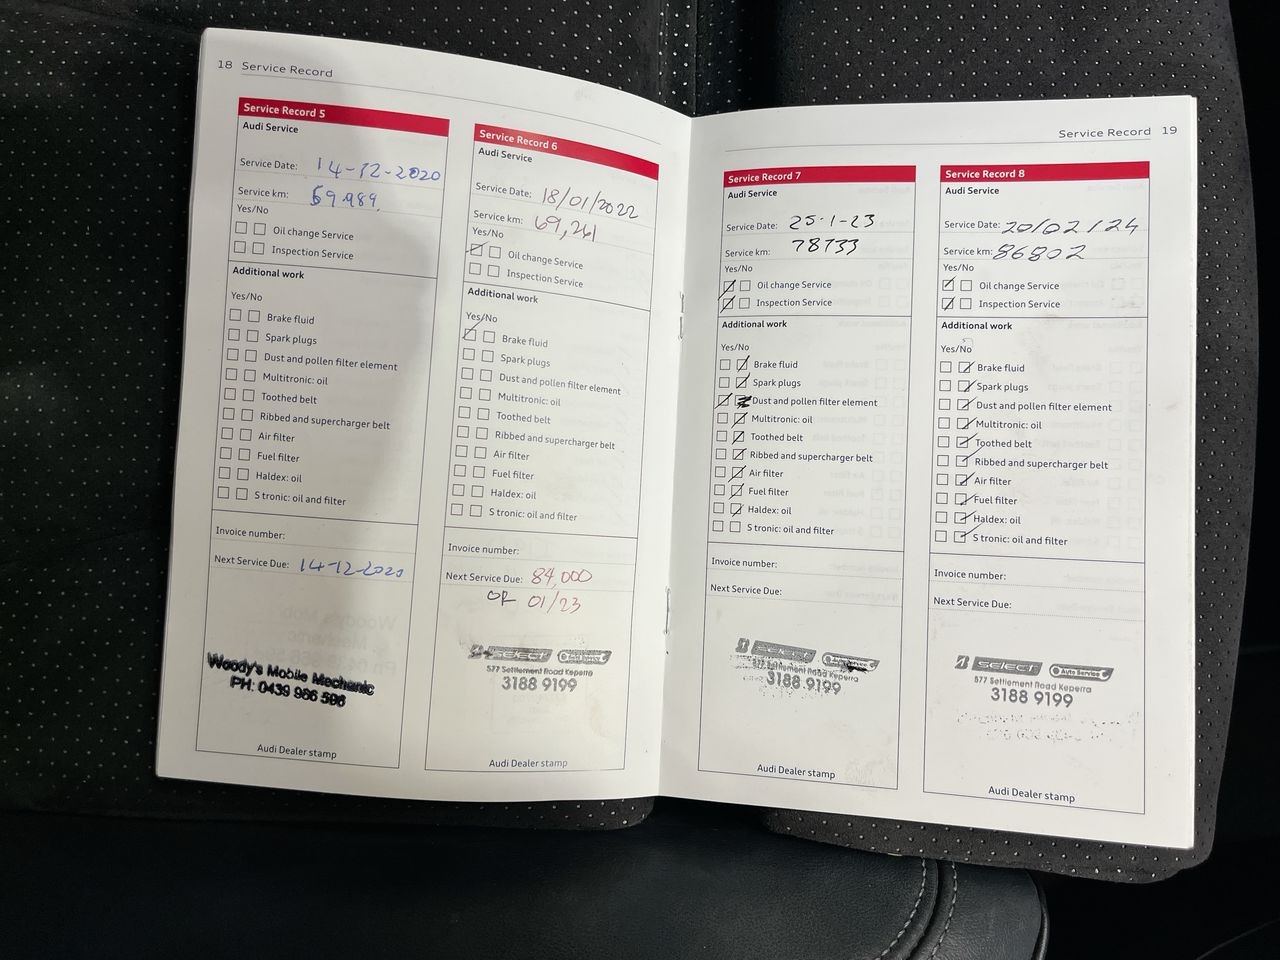 18 Service Record
Service Record 5
Audi Service
Service Date: 14-12-2020
Service km: 59.989.
Yes/No
Oil change Service
Inspection Service
Additional work
Yes/No
Brake fluid
Spark plugs
Dust and pollen filter element
Multitronic: oil
Toothed belt
Ribbed and supercharger belt
Air filter
Fuel filter
Haldex: oil
S tronic: oil and filter
Invoice number:
Next Service Due: 14-12-2020
Woody's Mobile Mechanic
PH: 0439 986 596
Audi Dealer stamp
Service Record 6
Audi Service
Service Date: 18/01/2022
Service km: 69,261
Yes/No
Oil change Service
Inspection Service
Additional work
Yes/No
Brake fluid
Spark plugs
Dust and pollen filter element
Multitronic: oil
Toothed belt
Ribbed and supercharger belt
Air filter
Fuel filter
Haldex: oil
S tronic: oil and filter
Invoice number:
Next Service Due: 84,000
OR 01/23
SELECT Auto Service
577 Settlement Road Keperra
3188 9199
Audi Dealer stamp
Service Record 19
Service Record 7
Audi Service
Service Date: 25-1-23
Service km: 78733
Yes/No
Oil change Service
Inspection Service
Additional work
Yes/No
Brake fluid
Spark plugs
Dust and pollen filter element
Multitronic: oil
Toothed belt
Ribbed and supercharger belt
Air filter
Fuel filter
Haldex: oil
S tronic: oil and filter
Invoice number:
Next Service Due:
SELECT Auto Service
577 Settlement Road Keperra
3188 9199
Audi Dealer stamp
Service Record 8
Audi Service
Service Date: 20/02/24
Service km: 86802
Yes/No
Oil change Service
Inspection Service
Additional work
Yes/No
Brake fluid
Spark plugs
Dust and pollen filter element
Multitronic: oil
Toothed belt
Ribbed and supercharger belt
Air filter
Fuel filter
Haldex: oil
S tronic: oil and filter
Invoice number:
Next Service Due:
SELECT Auto Service
577 Settlement Road Keperra
3188 9199
Audi Dealer stamp